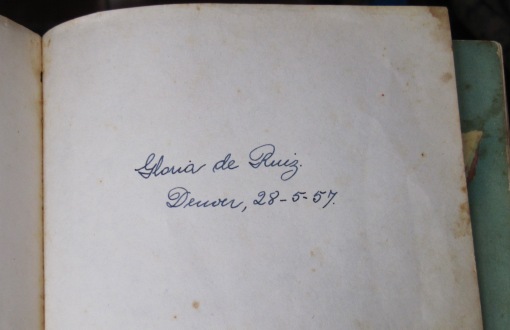 Gloria de Ruiz.
Denver, 28-5-57.